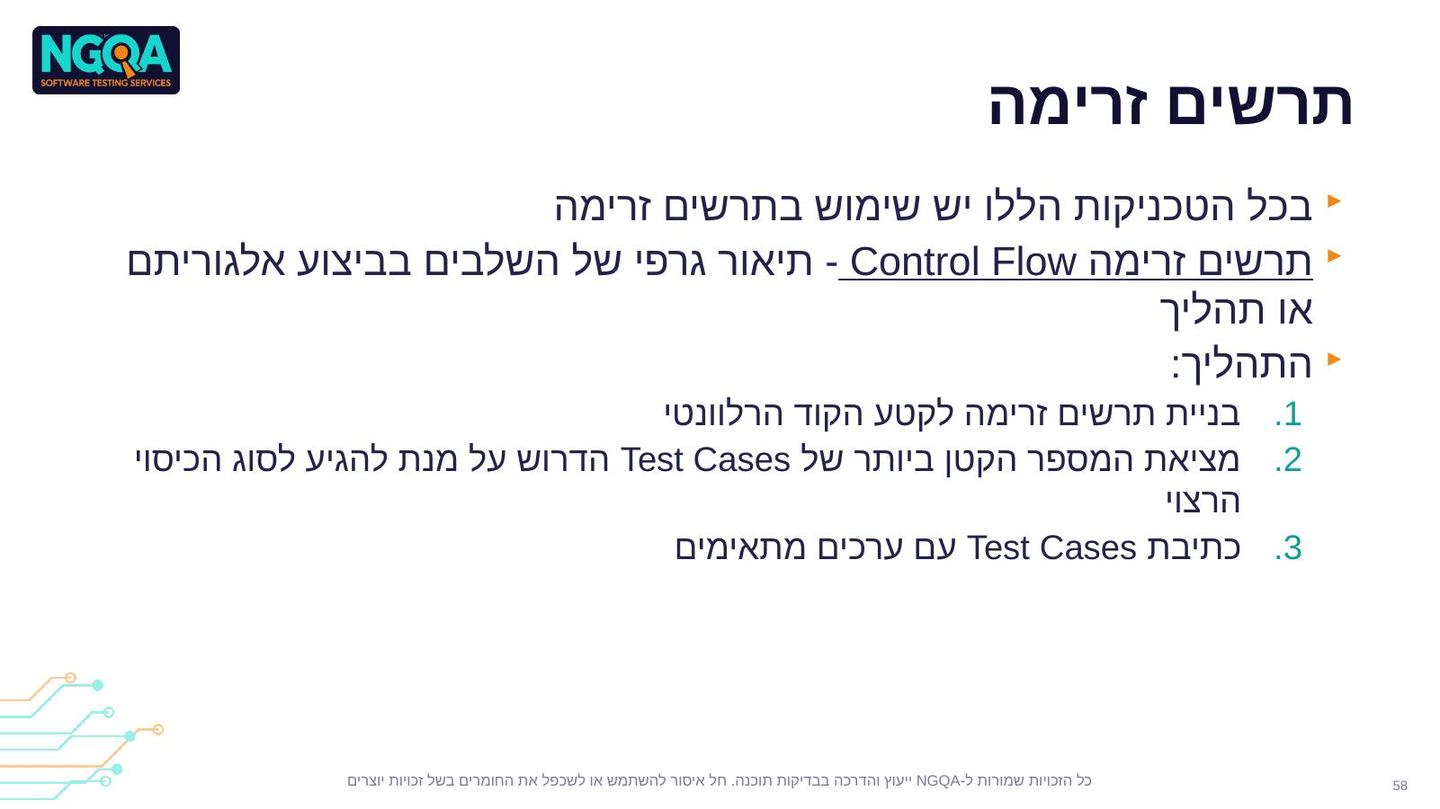 NGQA
SOFTWARE TESTING SERVICES
תרשים זרימה
בכל הטכניקות הללו יש שימוש בתרשים זרימה
תרשים זרימה Control Flow - תיאור גרפי של השלבים בביצוע אלגוריתם
או תהליך
התהליך:
1. בניית תרשים זרימה לקטע הקוד הרלוונטי
2. מציאת המספר הקטן ביותר של Test Cases הדרוש על מנת להגיע לסוג הכיסוי
הרצוי
3. כתיבת Test Cases עם ערכים מתאימים
כל הזכויות שמורות ל-NGQA ייעוץ והדרכה בבדיקות תוכנה. חל איסור להשתמש או לשכפל את החומרים בשל זכויות יוצרים
58